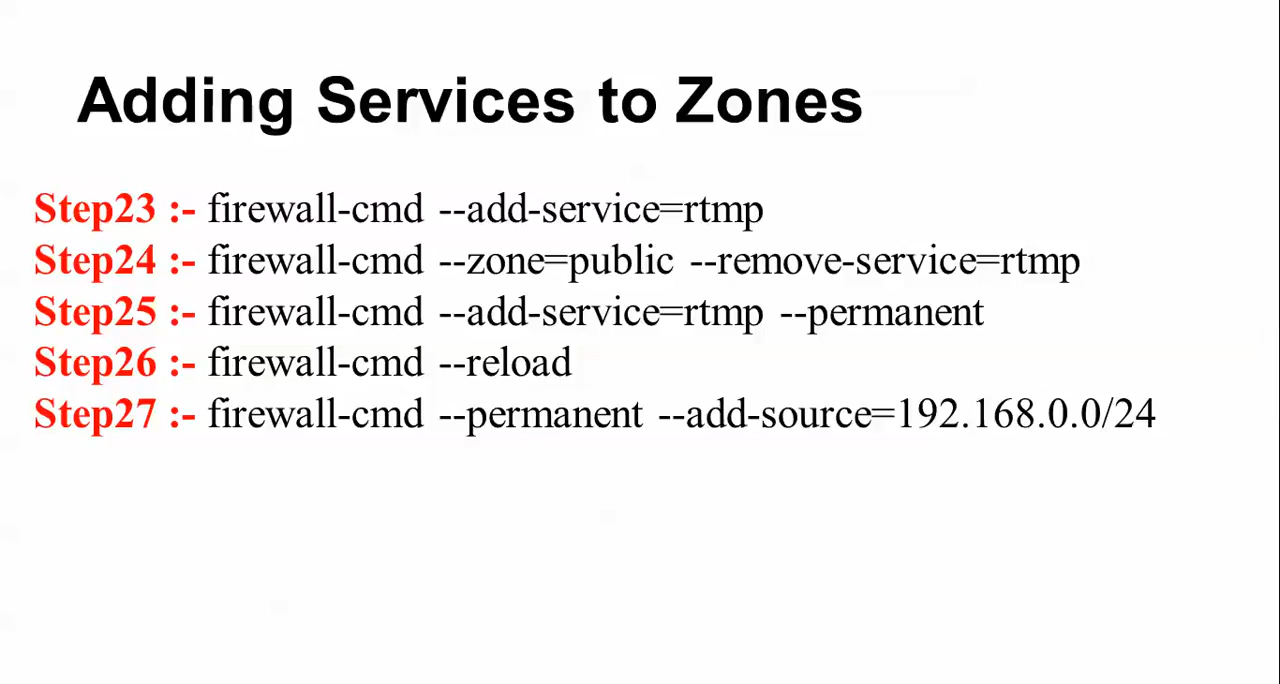 Adding Services to Zones
Step23 :- firewall-cmd --add-service=rtmp
Step24 :- firewall-cmd --zone=public --remove-service=rtmp
Step25 :- firewall-cmd --add-service=rtmp --permanent
Step26 :- firewall-cmd --reload
Step27 :- firewall-cmd --permanent --add-source=192.168.0.0/24